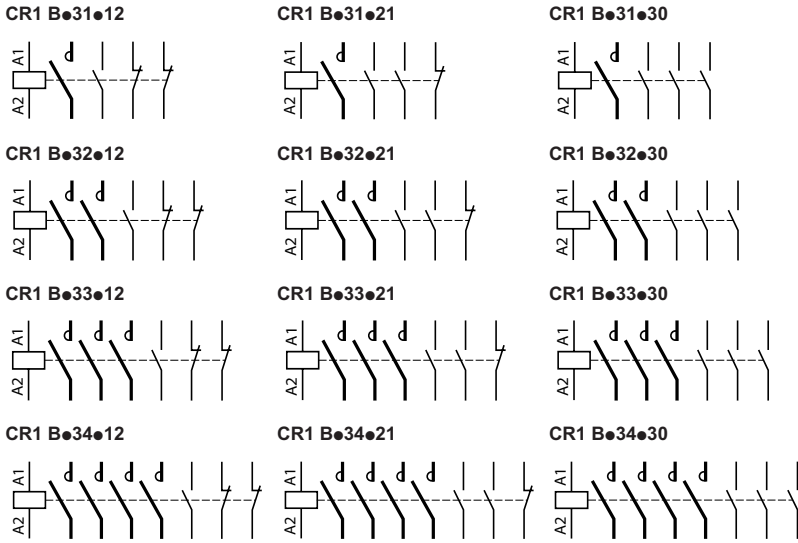 CR1 B●31●12 CR1 B●31●21 CR1 B●31●30
A1 A1 A1
A2 A2 A2
CR1 B●32●12 CR1 B●32●21 CR1 B●32●30
A1 A1 A1
A2 A2 A2
CR1 B●33●12 CR1 B●33●21 CR1 B●33●30
A1 A1 A1
A2 A2 A2
CR1 B●34●12 CR1 B●34●21 CR1 B●34●30
A1 A1 A1
A2 A2 A2